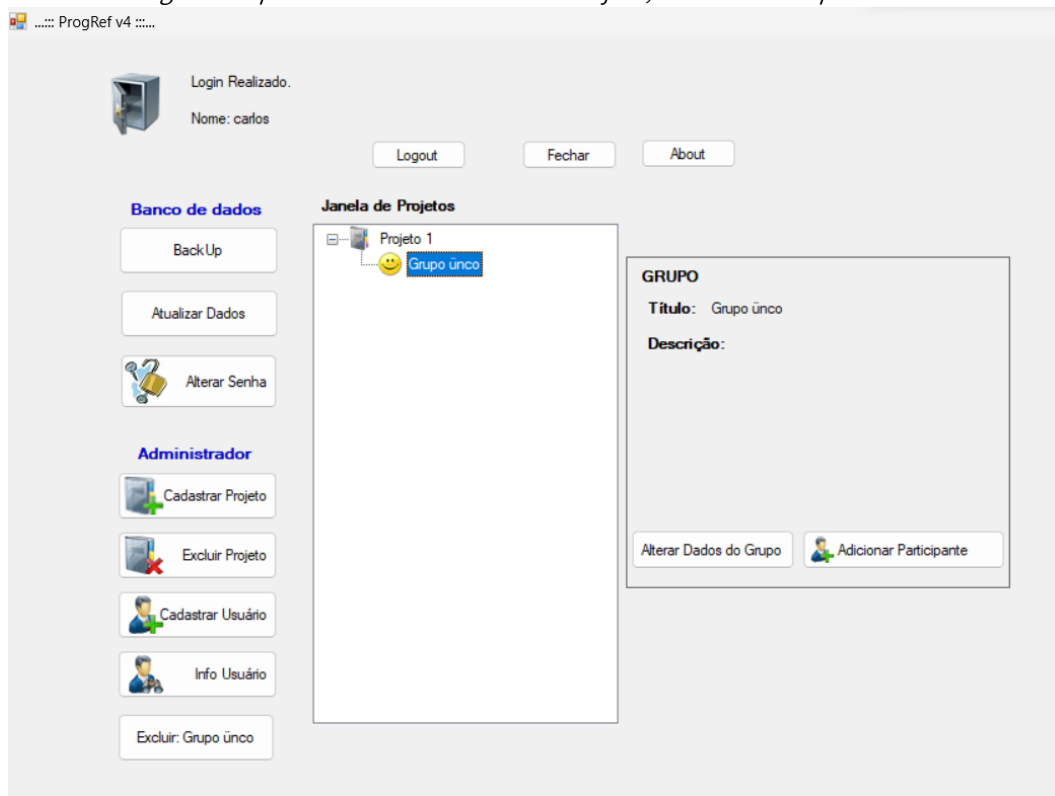 ...::: ProgRef v4 :::...
Login Realizado.
Nome: carlos
Logout Fechar About
Banco de dados
BackUp
Atualizar Dados
Alterar Senha
Administrador
Cadastrar Projeto
Excluir Projeto
Cadastrar Usuário
Info Usuário
Excluir: Grupo ünco
Janela de Projetos
Projeto 1
Grupo ünco
GRUPO
Título: Grupo ünco
Descrição:
Alterar Dados do Grupo Adicionar Participante